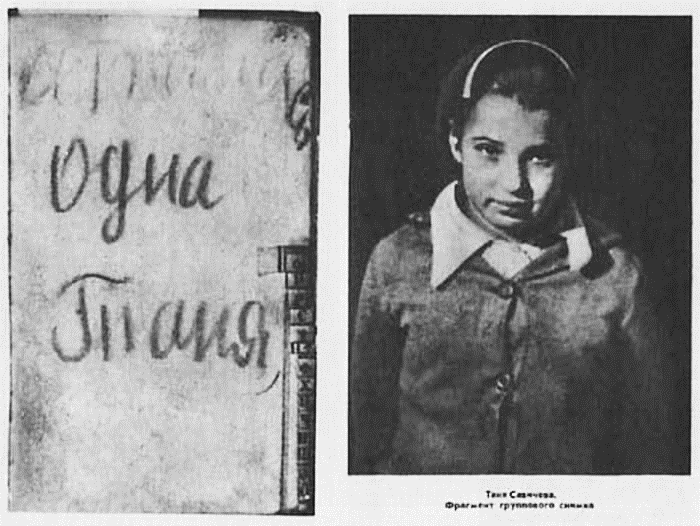 одна
Таня
Таня Савичева.
Фрагмент группового снимка